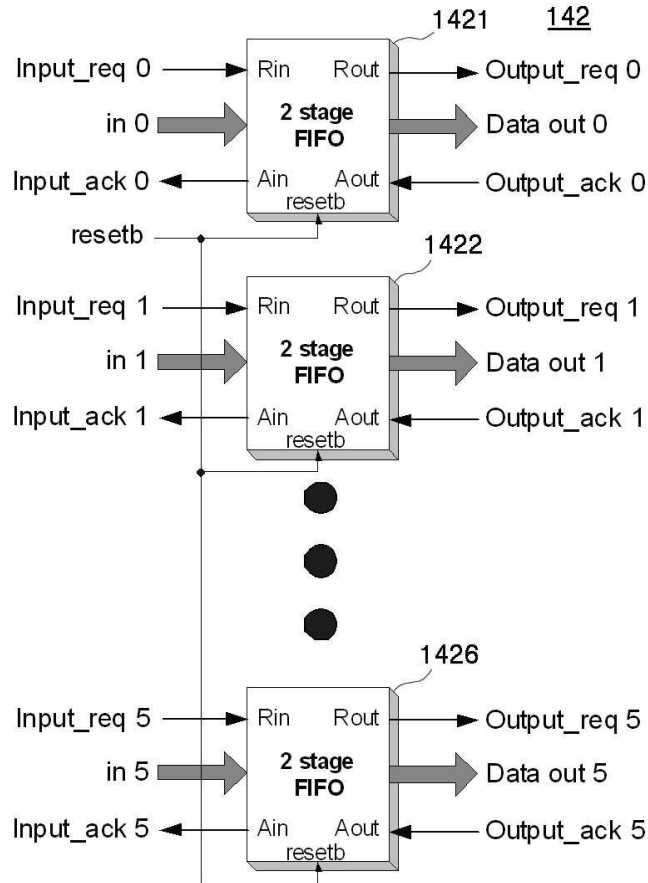 1421 142
Input_req 0 Rin Rout Output_req 0
in 0 2 stage FIFO Data out 0
Input_ack 0 Ain Aout Output_ack 0
resetb resetb
1422
Input_req 1 Rin Rout Output_req 1
in 1 2 stage FIFO Data out 1
Input_ack 1 Ain Aout Output_ack 1
resetb
1426
Input_req 5 Rin Rout Output_req 5
in 5 2 stage FIFO Data out 5
Input_ack 5 Ain Aout Output_ack 5
resetb